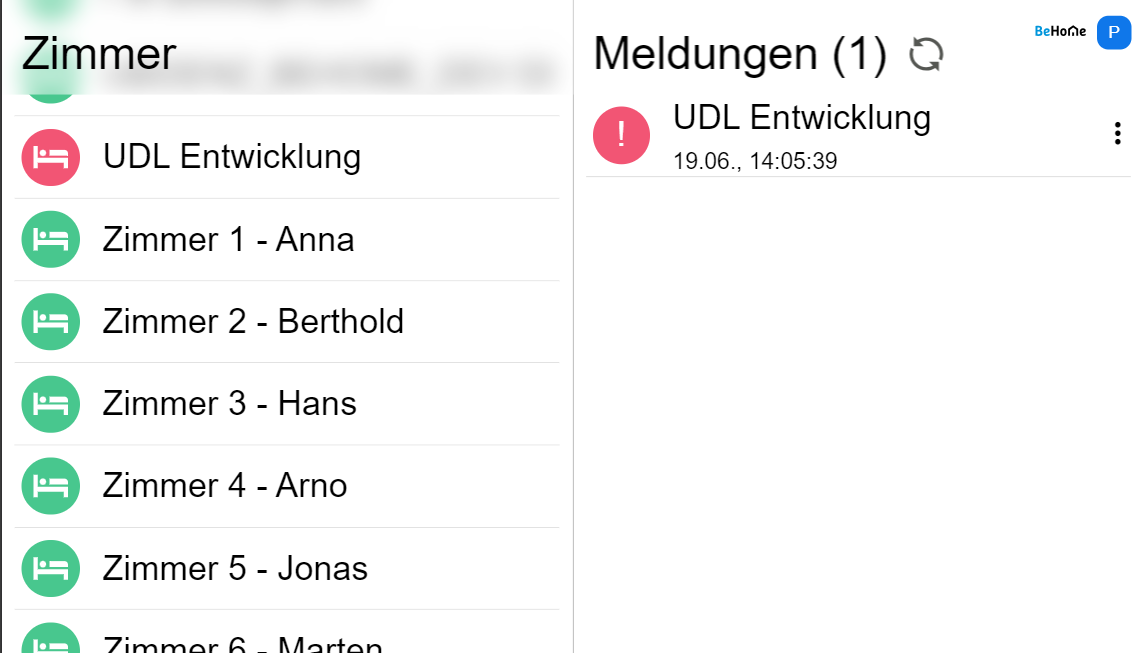 Zimmer
UDL Entwicklung
Zimmer 1 - Anna
Zimmer 2 - Berthold
Zimmer 3 - Hans
Zimmer 4 - Arno
Zimmer 5 - Jonas
Zimmer 6 - Marten
BeHome
P
Meldungen (1)
!
UDL Entwicklung
19.06., 14:05:39